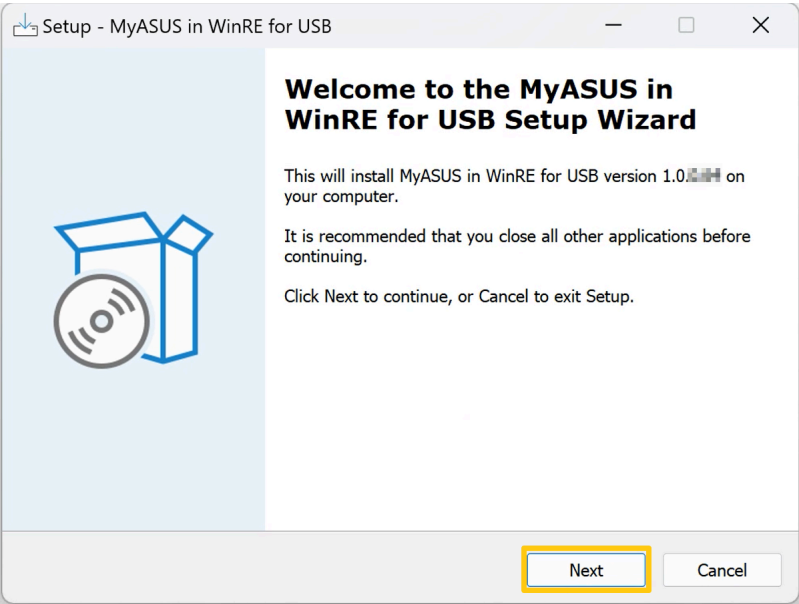 Setup - MyASUS in WinRE for USB
Welcome to the MyASUS in
WinRE for USB Setup Wizard
This will install MyASUS in WinRE for USB version 1.0. on
your computer.
It is recommended that you close all other applications before
continuing.
Click Next to continue, or Cancel to exit Setup.
Next
Cancel